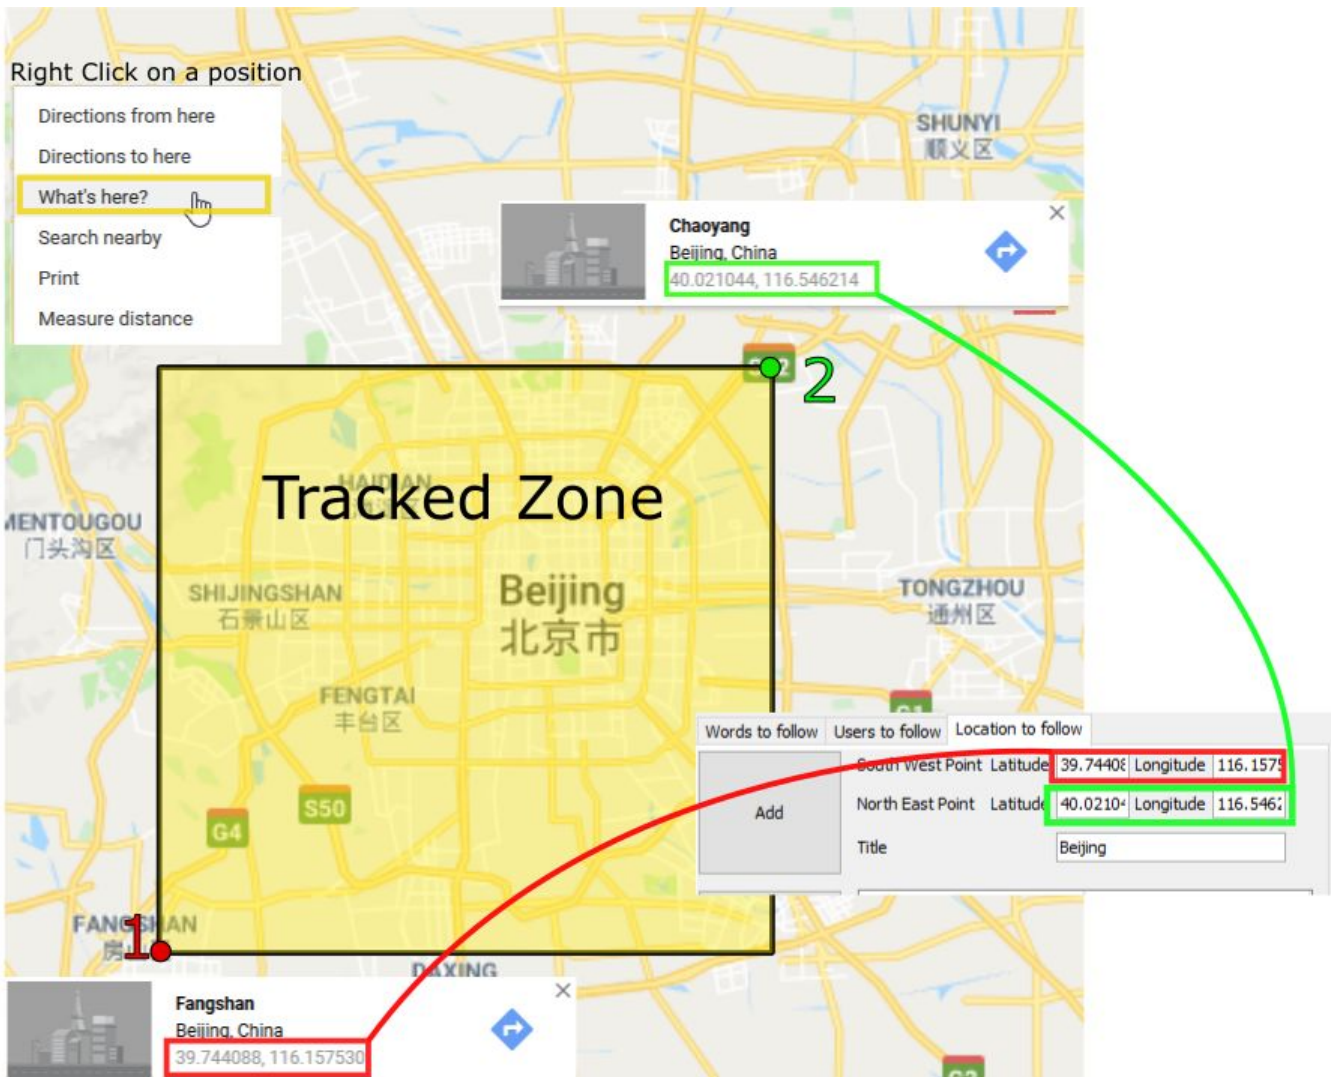 Right Click on a position
Directions from here
Directions to here
What's here?
Search nearby
Print
Measure distance
SHUNYI
顺义区
Chaoyang
Beijing, China
40.021044, 116.546214
2
Tracked Zone
MENTOUGOU
门头沟区
SHIJINGSHAN
石景山区
Beijing
北京市
TONGZHOU
通州区
FENGTAI
丰台区
S50
G4
Words to follow Users to follow Location to follow
South West Point Latitude 39.74408 Longitude 116.1575
Add
North East Point Latitude 40.02104 Longitude 116.5462
Title Beijing
FANGSHAN
1
DAXING
Fangshan
Beijing, China
39.744088, 116.157530